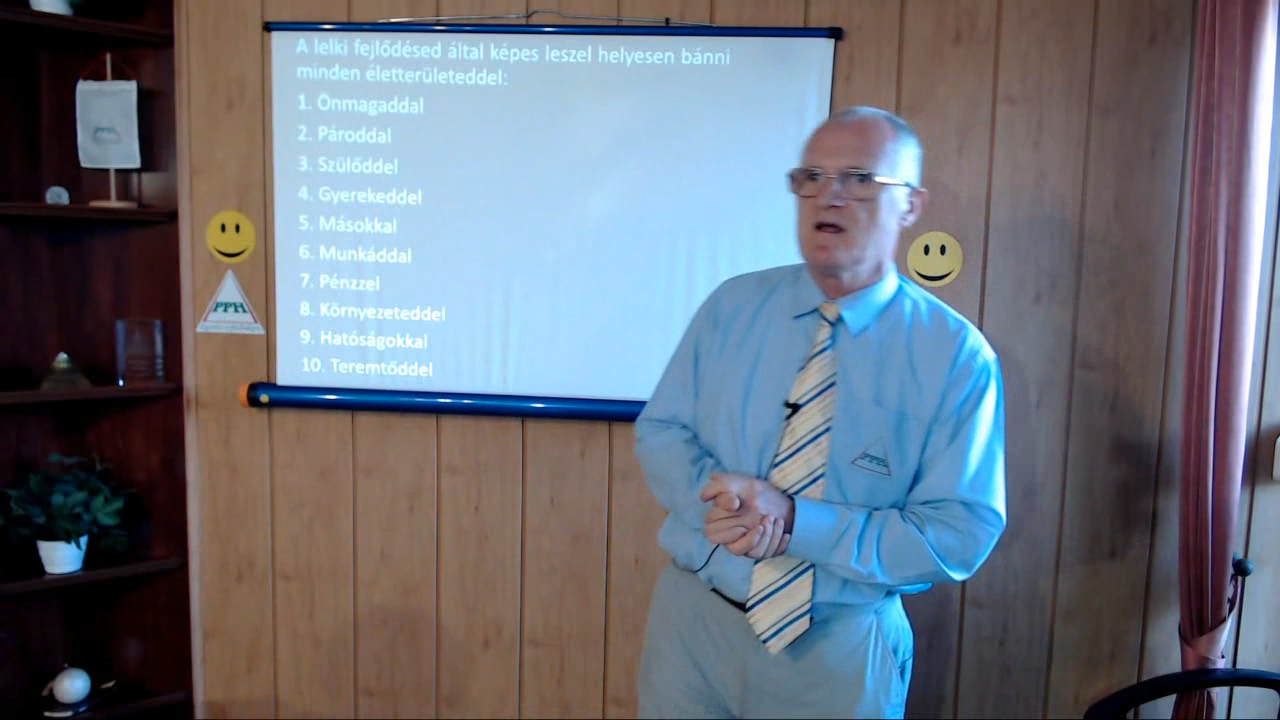 A lelki fejlődésed által képes leszel helyesen bánni
minden életterületeddel:
1. Önmagaddal
2. Pároddal
3. Szülőddel
4. Gyerekeddel
5. Másokkal
6. Munkáddal
7. Pénzzel
8. Környezeteddel
9. Hatóságokkal
10. Teremtőddel
PPH
PPH